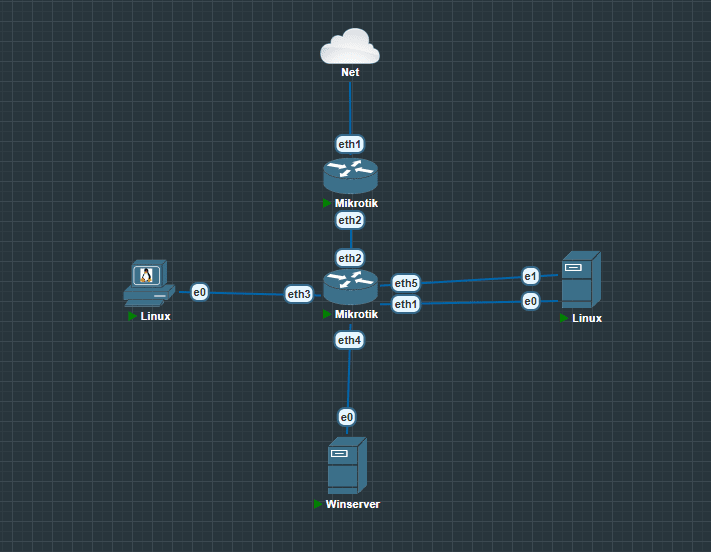 Net
eth1
Mikrotik
eth2
eth2
Mikrotik
e0
eth3
Linux
eth5
e1
eth1
e0
Linux
eth4
e0
Winserver